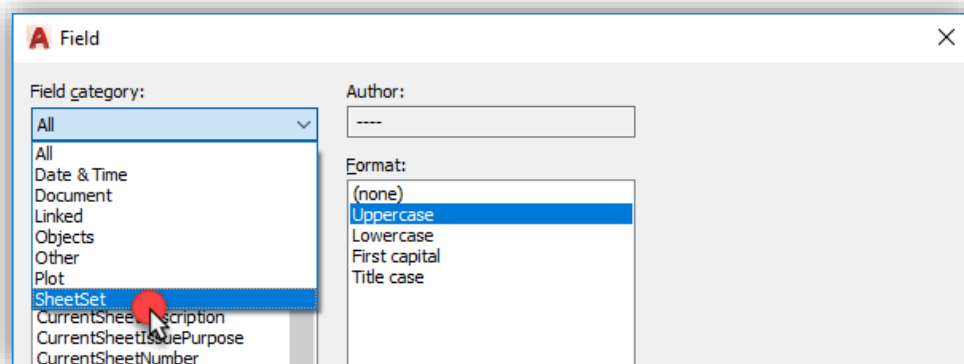 Field
Field category:
All
All
Date & Time
Document
Linked
Objects
Other
Plot
SheetSet
CurrentSheetIssuePurpose
CurrentSheetNumber
Author:
----
Format:
(none)
Uppercase
Lowercase
First capital
Title case